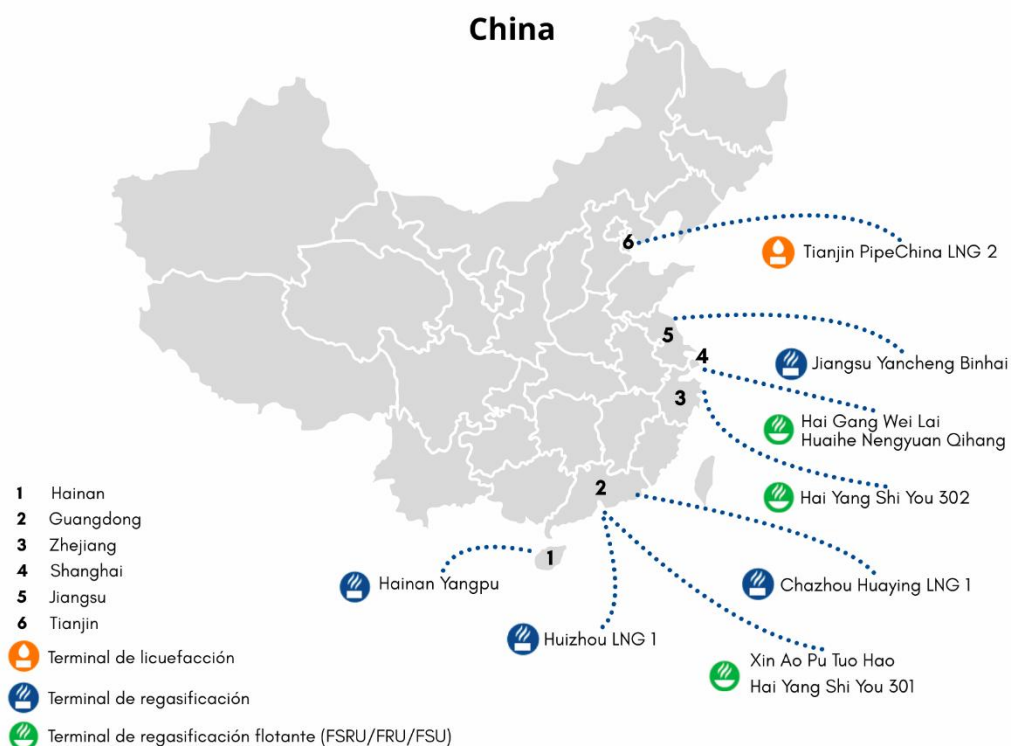 China
6
Tianjin PipeChina LNG 2
5
Jiangsu Yancheng Binhai
4
3
Hai Gang Wei Lai
Huaihe Nengyuan Qihang
Hai Yang Shi You 302
2
Chazhou Huaying LNG 1
1
Hainan Yangpu
Huizhou LNG 1
Xin Ao Pu Tuo Hao
Hai Yang Shi You 301
1 Hainan
2 Guangdong
3 Zhejiang
4 Shanghai
5 Jiangsu
6 Tianjin
Terminal de licuefacción
Terminal de regasificación
Terminal de regasificación flotante (FSRU/FRU/FSU)